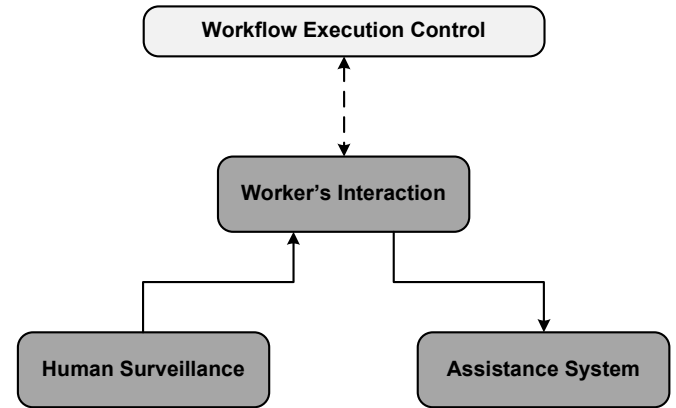 Workflow Execution Control
Worker's Interaction
Human Surveillance
Assistance System